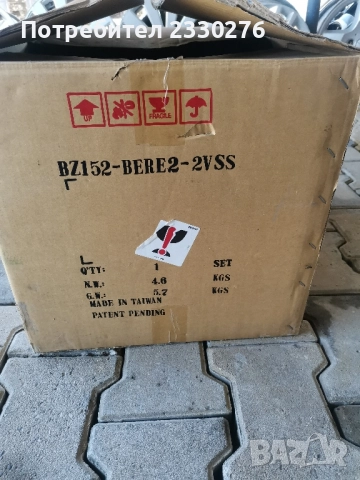 Потребител 2330276
UP
FRAGILE
BZ152-BERE2-2VSS
Q'TY: 1 SET
N.W.: 4.6 KGS
G.W.: 5.7 KGS
MADE IN TAIWAN
PATENT PENDING
BAZAR